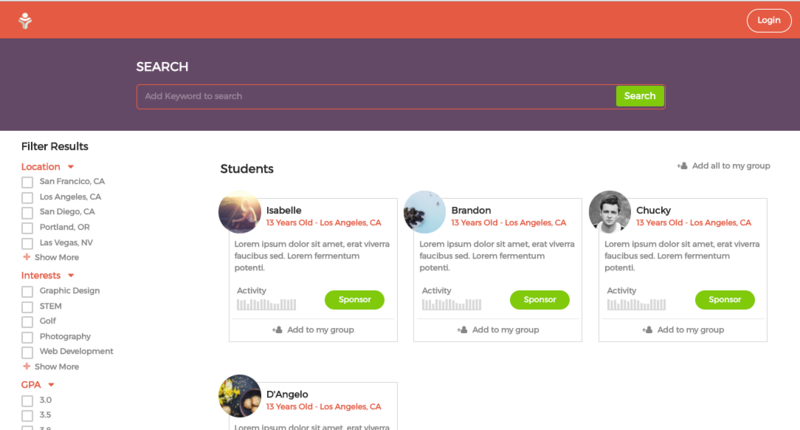 Login
SEARCH
Add Keyword to search
Search
Filter Results
Location
San Francico, CA
Los Angeles, CA
San Diego, CA
Portland, OR
Las Vegas, NV
+ Show More
Interests
Graphic Design
STEM
Golf
Photography
Web Development
+ Show More
GPA
3.0
3.5
3.8
Students
Add all to my group
Isabelle
13 Years Old - Los Angeles, CA
Lorem ipsum dolor sit amet, erat viverra
faucibus sed. Lorem fermentum
potenti.
Activity
Sponsor
Add to my group
Brandon
13 Years Old - Los Angeles, CA
Lorem ipsum dolor sit amet, erat viverra
faucibus sed. Lorem fermentum
potenti.
Activity
Sponsor
Add to my group
Chucky
13 Years Old - Los Angeles, CA
Lorem ipsum dolor sit amet, erat viverra
faucibus sed. Lorem fermentum
potenti.
Activity
Sponsor
Add to my group
D'Angelo
13 Years Old - Los Angeles, CA
Lorem ipsum dolor sit amet, erat viverra